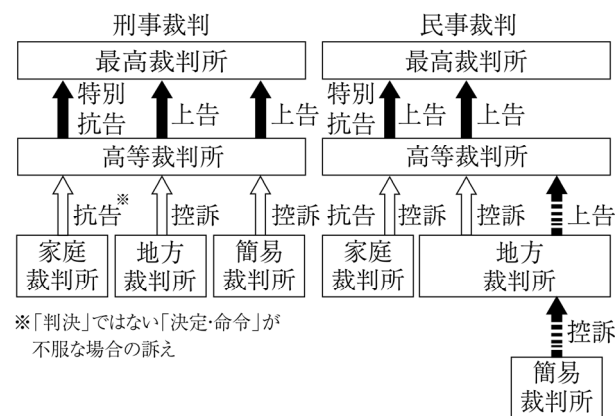 刑事裁判
最高裁判所
特別
抗告
上告
上告
高等裁判所
抗告※
控訴
控訴
家庭
裁判所
地方
裁判所
簡易
裁判所
※「判決」ではない「決定・命令」が
不服な場合の訴え
民事裁判
最高裁判所
特別
抗告
上告
上告
高等裁判所
抗告
控訴
控訴
上告
家庭
裁判所
地方
裁判所
控訴
簡易
裁判所